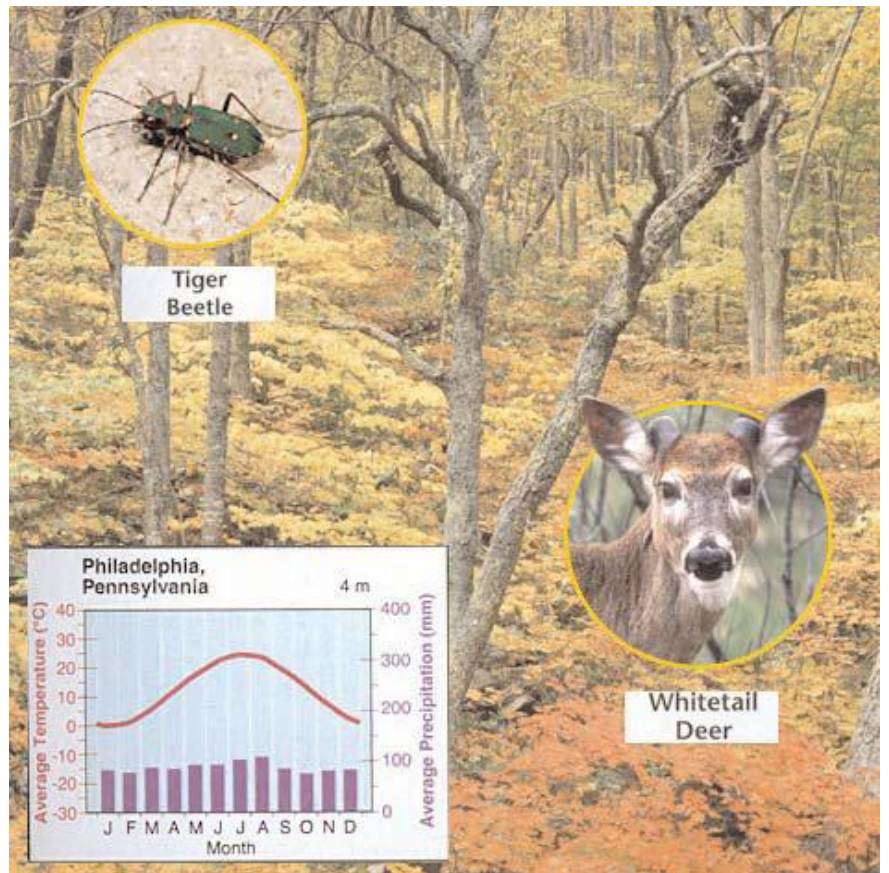 Tiger
Beetle
Whitetail
Deer
Philadelphia,
Pennsylvania
4 m
Average Temperature (°C)
40
30
20
10
0
-10
-20
-30
400
300
200
100
0
Average Precipitation (mm)
J F M A M J J A S O N D
Month